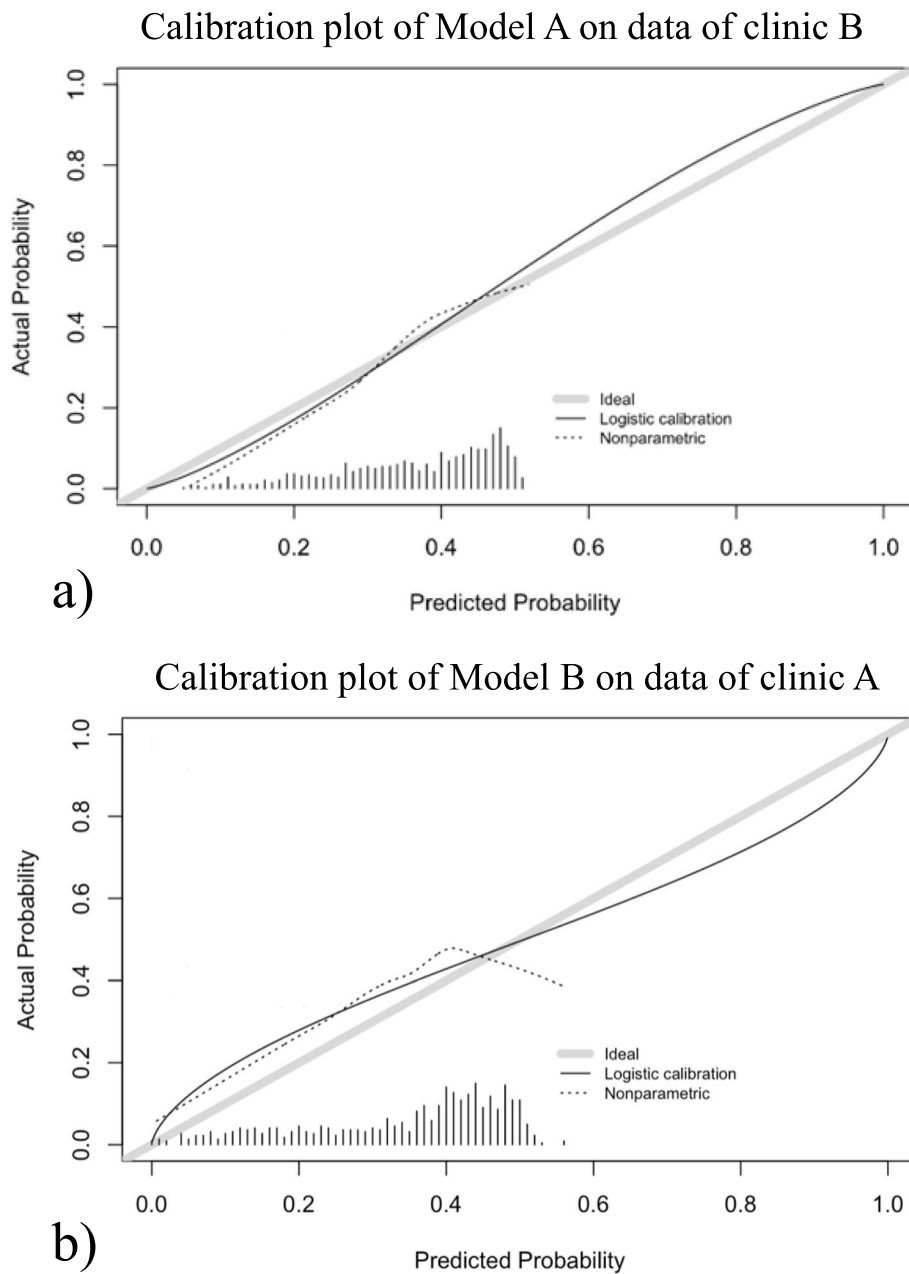 Calibration plot of Model A on data of clinic B
1.0
0.8
0.6
0.4
0.2
0.0
Actual Probability
Ideal
Logistic calibration
Nonparametric
0.0 0.2 0.4 0.6 0.8 1.0
Predicted Probability
a)
Calibration plot of Model B on data of clinic A
1.0
0.8
0.6
0.4
0.2
0.0
Actual Probability
Ideal
Logistic calibration
Nonparametric
0.0 0.2 0.4 0.6 0.8 1.0
Predicted Probability
b)